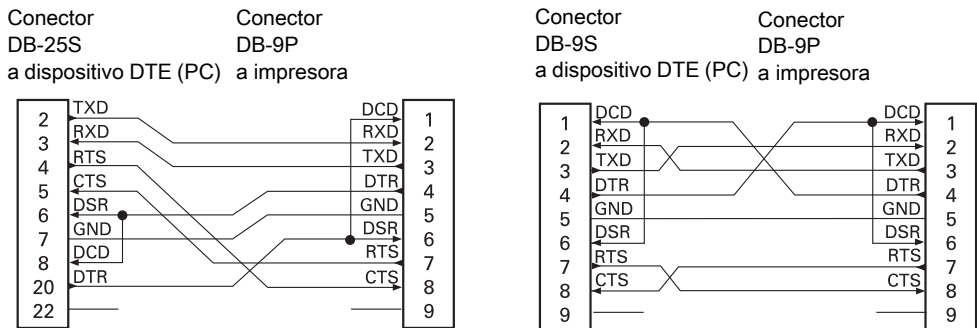 Conector
DB-25S
a dispositivo DTE (PC)
Conector
DB-9P
a impresora
2 TXD DCD 1
3 RXD RXD 2
4 RTS TXD 3
5 CTS DTR 4
6 DSR GND 5
7 GND DSR 6
8 DCD RTS 7
20 DTR CTS 8
22 9
Conector
DB-9S
a dispositivo DTE (PC)
Conector
DB-9P
a impresora
1 DCD DCD 1
2 RXD RXD 2
3 TXD TXD 3
4 DTR DTR 4
5 GND GND 5
6 DSR DSR 6
7 RTS RTS 7
8 CTS CTS 8
9 9